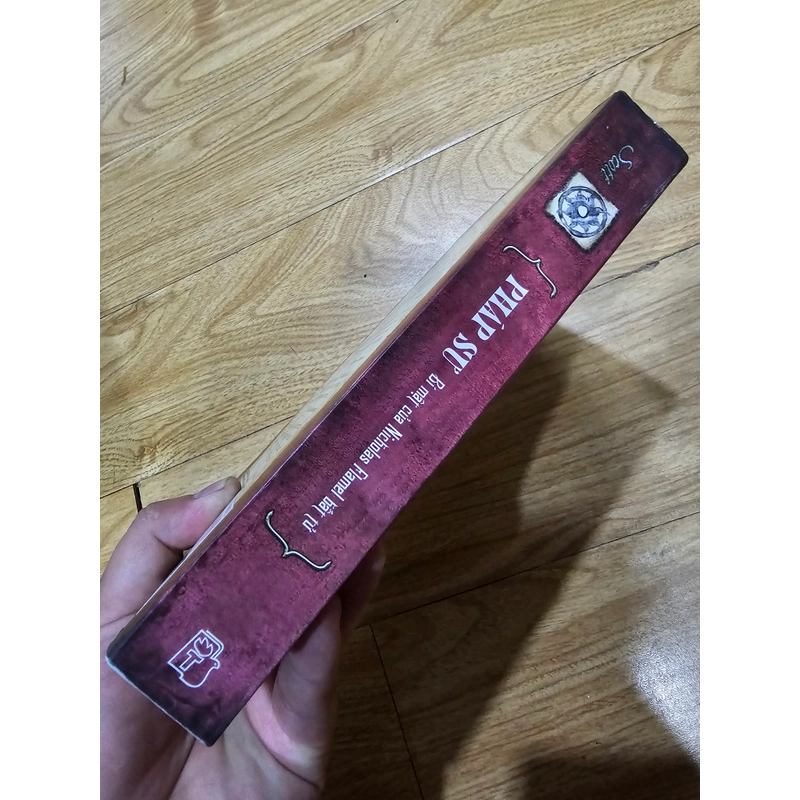 Scott
PHÁP SƯ
Bí mật của Nicholas Flamel bất tử